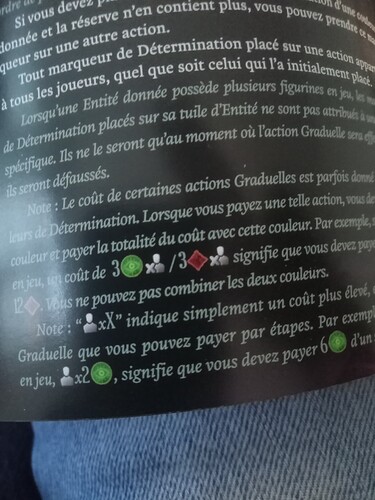 Si vous devez
donnée et la réserve n'en contient plus, vous pouvez prendre
queur sur une autre action.
Tout marqueur de Détermination placé sur une action
à tous les joueurs, quel que soit celui qui l'a initialement placé.
Lorsqu'une Entité donnée possède plusieurs figurines en jeu, les
de Détermination placés sur sa tuile d'Entité ne sont pas attribués à
spécifique. Ils ne le seront qu'au moment où l'action Graduelle sera
ils seront défaussés.
Note : Le coût de certaines actions Graduelles est parfois donné
leurs de Détermination. Lorsque vous payez une telle action, vous
couleur et payer la totalité du coût avec cette couleur. Par exemple,
en jeu, un coût de 3 x / 3 x signifie que vous devez payer
12 . Vous ne pouvez pas combiner les deux couleurs.
Note : “ xX” indique simplement un coût plus élevé,
Graduelle que vous pouvez payer par étapes. Par
en jeu, x2 , signifie que vous devez payer 6 d'un